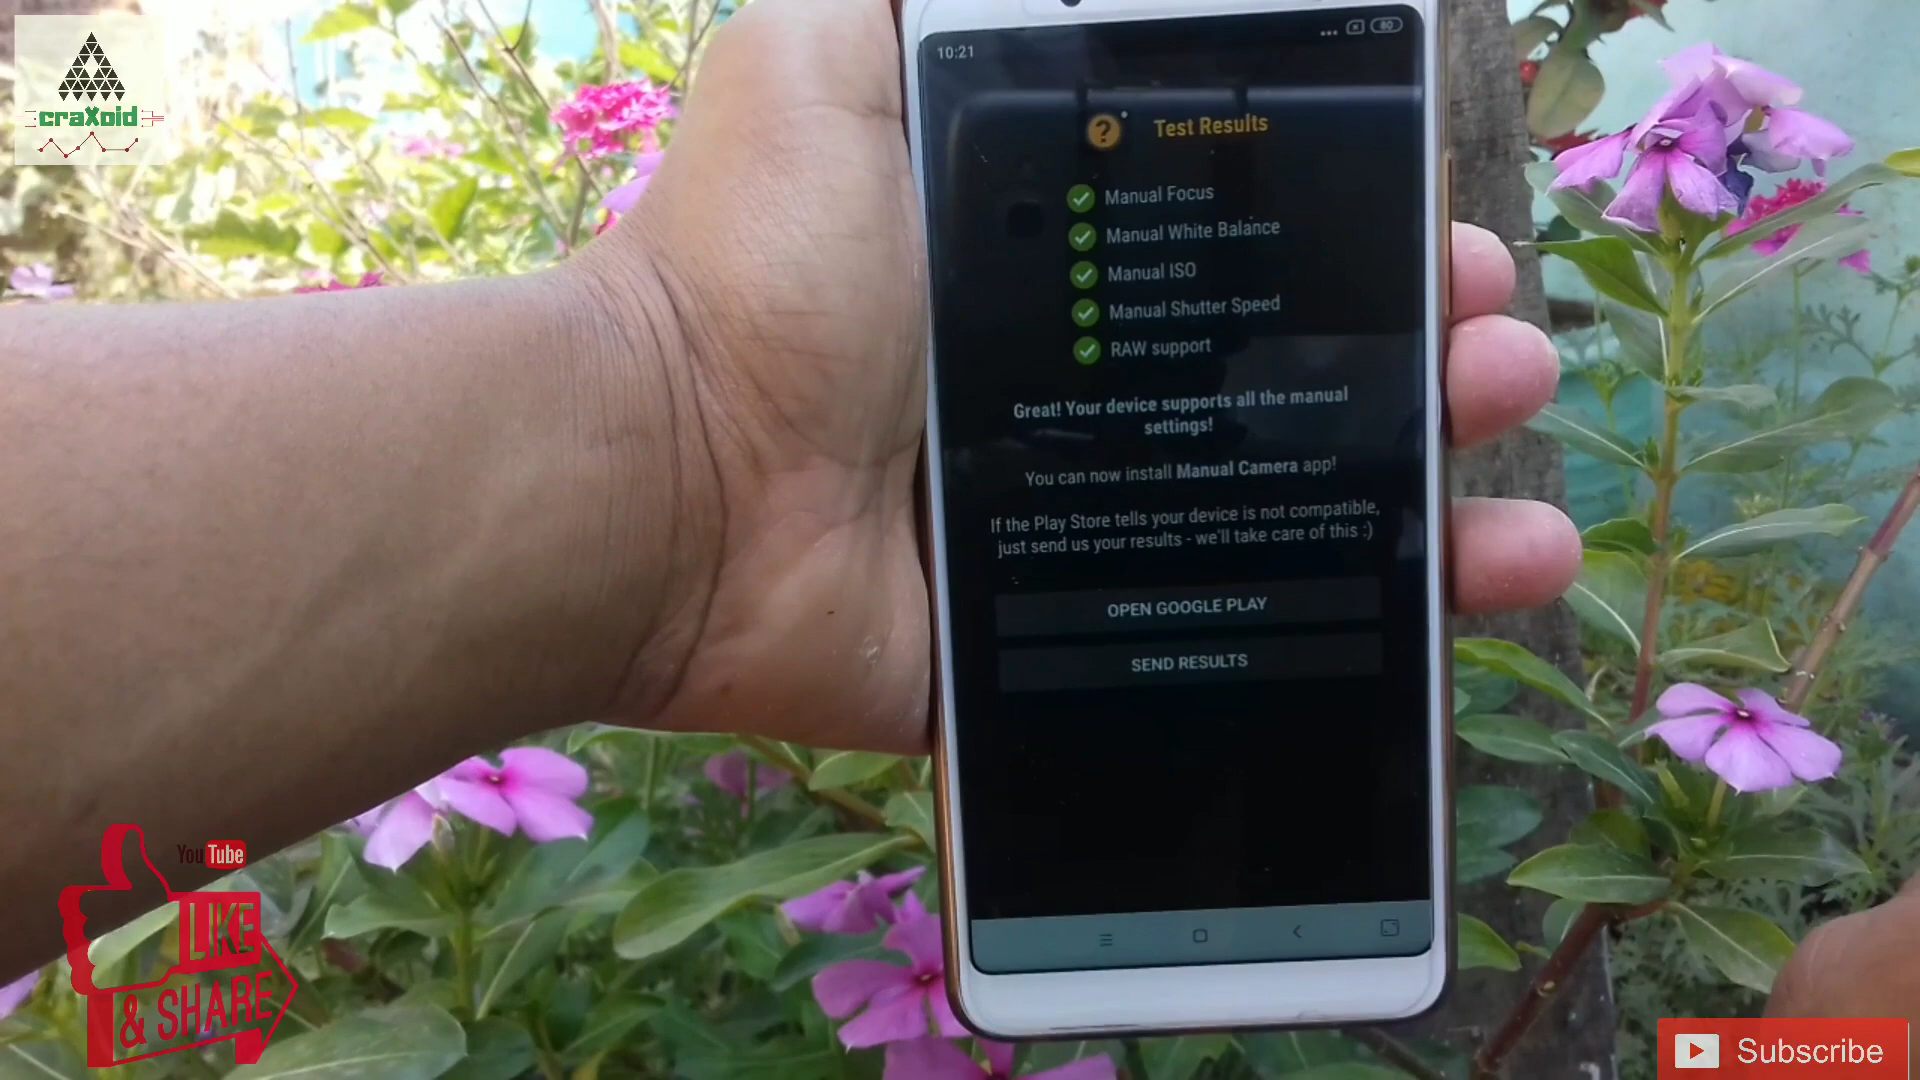 craXoid
10:21
80
Test Results
Manual Focus
Manual White Balance
Manual ISO
Manual Shutter Speed
RAW support
Great! Your device supports all the manual
settings!
You can now install Manual Camera app!
If the Play Store tells your device is not compatible,
just send us your results - we'll take care of this :)
OPEN GOOGLE PLAY
SEND RESULTS
YouTube
LIKE
& SHARE
Subscribe